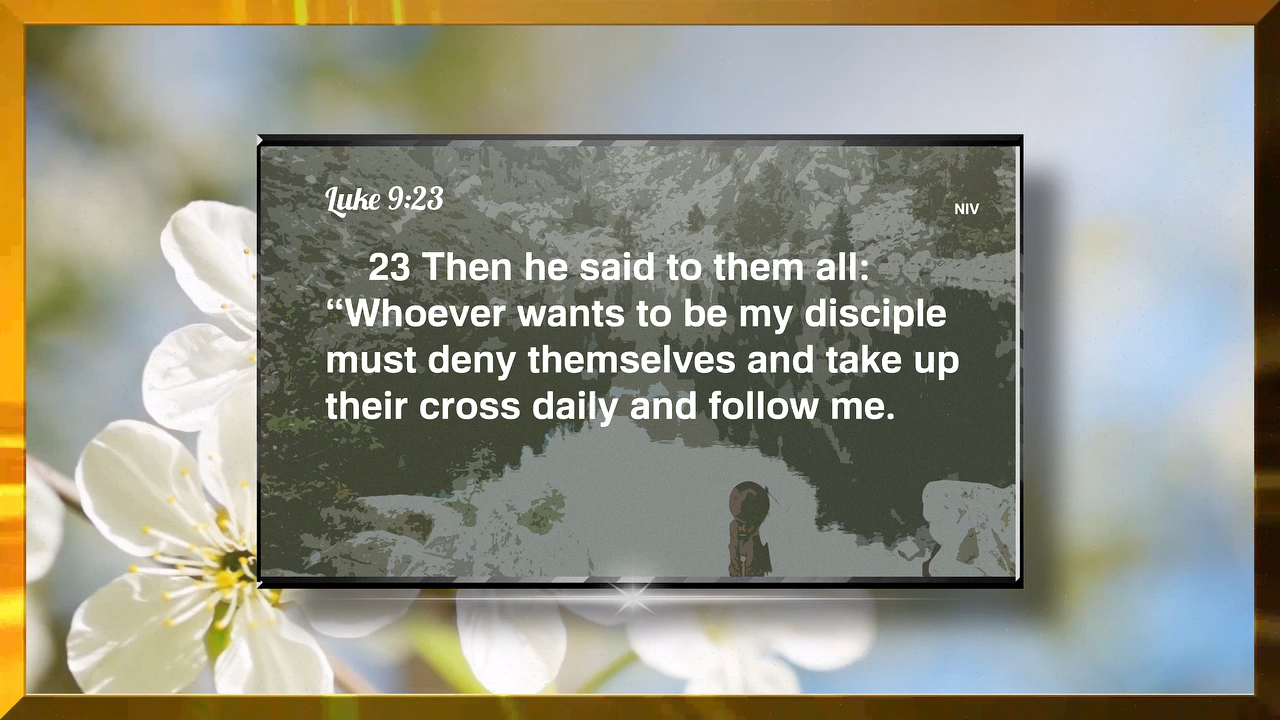 Luke 9:23
NIV
23 Then he said to them all:
“Whoever wants to be my disciple
must deny themselves and take up
their cross daily and follow me.